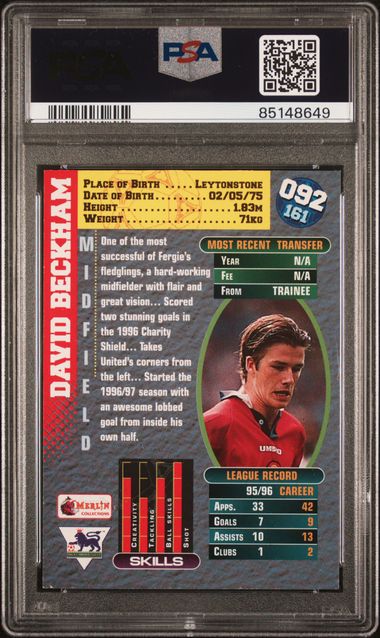 PSA
85148649
DAVID BECKHAM
MIDFIELD
PLACE OF BIRTH ..... LEYTONSTONE
DATE OF BIRTH ........... 02/05/75
HEIGHT ........................ 1.83M
WEIGHT ........................ 71KG
092
161
One of the most
successful of Fergie's
fledglings, a hard-working
midfielder with flair and
great vision... Scored
two stunning goals in
the 1996 Charity
Shield... Takes
United's corners from
the left... Started the
1996/97 season with
an awesome lobbed
goal from inside his
own half.
MOST RECENT TRANSFER
YEAR N/A
FEE N/A
FROM TRAINEE
UMBRO
LEAGUE RECORD
95/96 CAREER
APPS. 33 42
GOALS 7 9
ASSISTS 10 13
CLUBS 1 2
MERLIN
COLLECTIONS
CREATIVITY
TACKLING
BALL SKILLS
SHOT
SKILLS